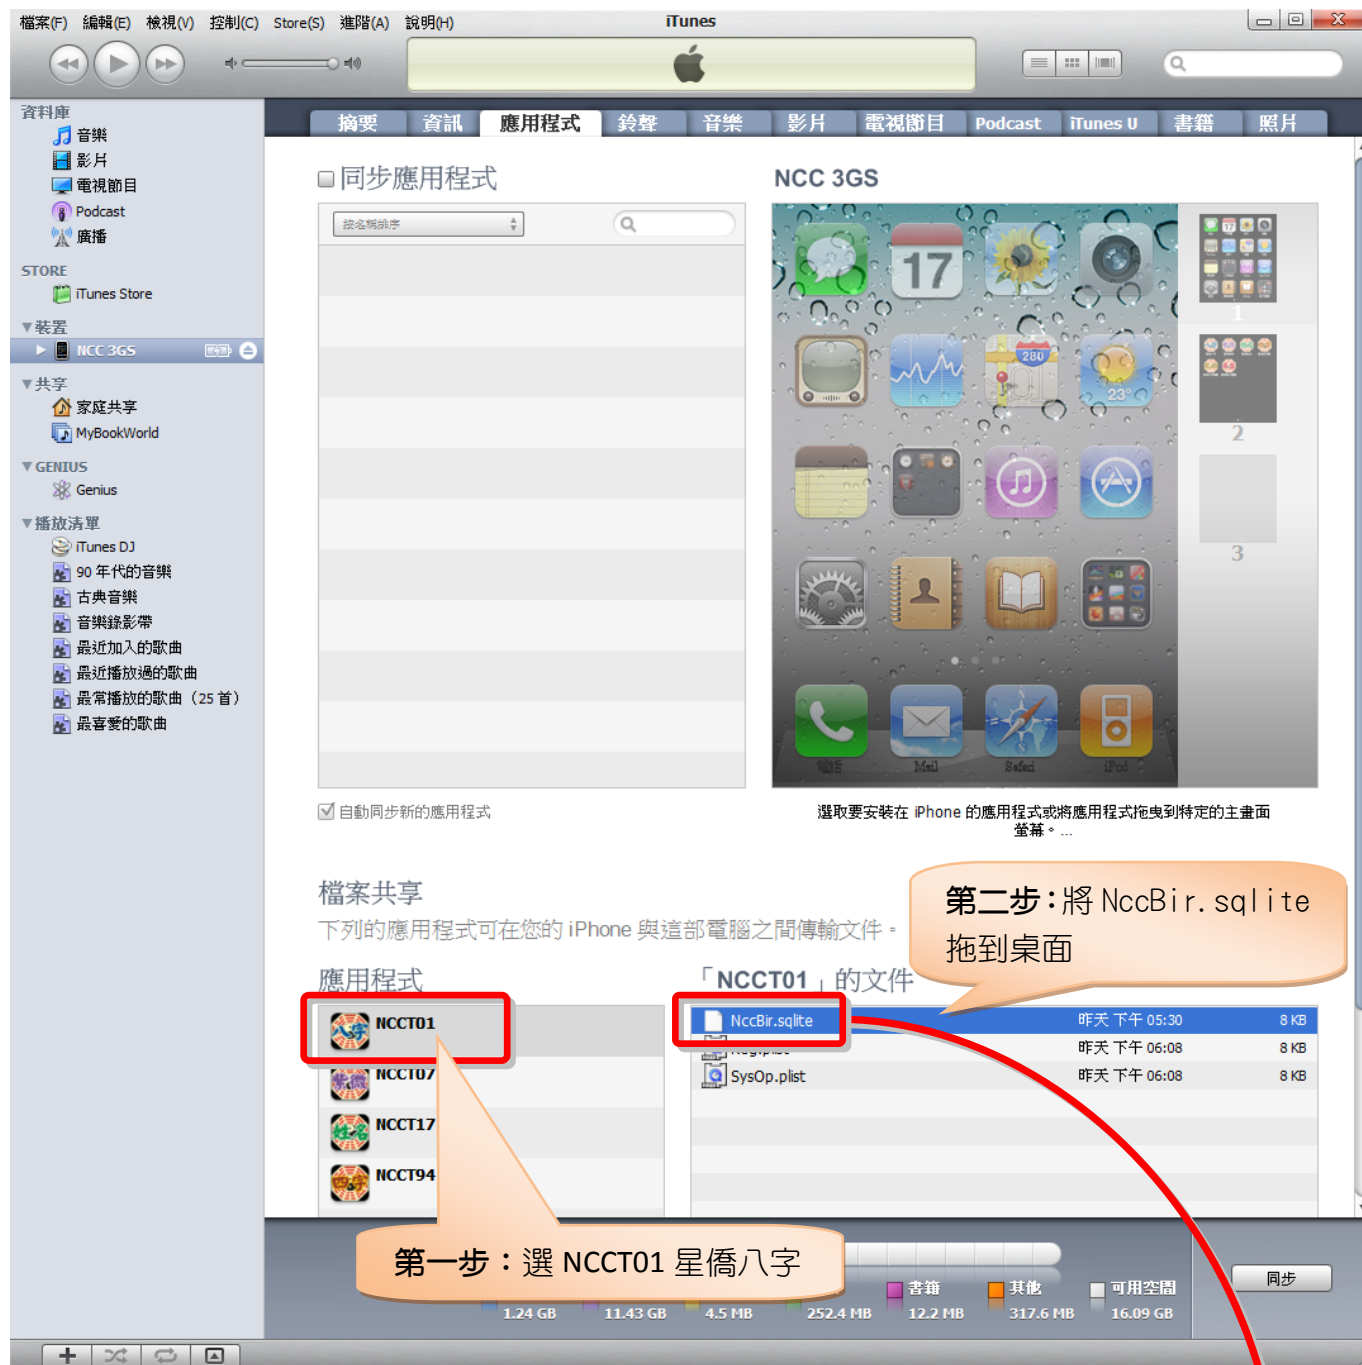 檔案(F) 編輯(E) 檢視(V) 控制(C) Store(S) 進階(A) 說明(H)
iTunes
資料庫
音樂
影片
電視節目
Podcast
廣播
STORE
iTunes Store
裝置
NCC 3GS
共享
家庭共享
MyBookWorld
GENIUS
Genius
播放清單
iTunes DJ
90 年代的音樂
古典音樂
音樂錄影帶
最近加入的歌曲
最近播放過的歌曲
最常播放的歌曲（25 首）
最喜愛的歌曲
摘要 資訊 應用程式 鈴聲 音樂 影片 電視節目 Podcast iTunes U 書籍 照片
同步應用程式
按名稱排序
自動同步新的應用程式
NCC 3GS
17
280
23°
電話 Mail Safari iPod
1
2
3
選取要安裝在 iPhone 的應用程式或將應用程式拖曳到特定的主畫面
螢幕。...
檔案共享
下列的應用程式可在您的 iPhone 與這部電腦之間傳輸文件。
第二步：將 NccBir.sqlite
拖到桌面
應用程式
NCCT01
NCCT07
NCCT17
NCCT94
「NCCT01」的文件
NccBir.sqlite 昨天 下午 05:30 8 KB
Reg.plist 昨天 下午 06:08 8 KB
SysOp.plist 昨天 下午 06:08 8 KB
第一步：選 NCCT01 星僑八字
書籍 其他 可用空間
1.24 GB 11.43 GB 4.5 MB 252.4 MB 12.2 MB 317.6 MB 16.09 GB
同步